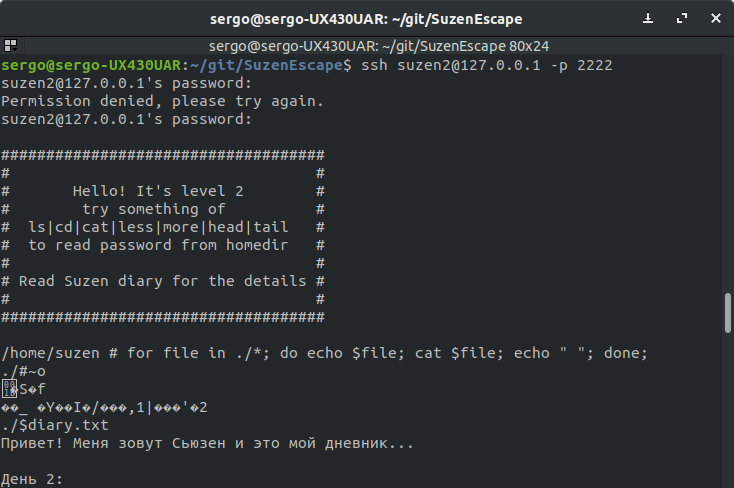 sergo@sergo-UX430UAR: ~/git/SuzenEscape
sergo@sergo-UX430UAR: ~/git/SuzenEscape 80x24
sergo@sergo-UX430UAR:~/git/SuzenEscape$ ssh suzen2@127.0.0.1 -p 2222
suzen2@127.0.0.1's password:
Permission denied, please try again.
suzen2@127.0.0.1's password:
####################################
#                                  #
#       Hello! It's level 2        #
#        try something of          #
#  ls|cd|cat|less|more|head|tail   #
#  to read password from homedir   #
#                                  #
# Read Suzen diary for the details #
#                                  #
####################################
/home/suzen # for file in ./*; do echo $file; cat $file; echo " "; done;
./#~o
�S�f
��_ �Y��I�/���,1|���'�2
./$diary.txt
Привет! Меня зовут Сьюзен и это мой дневник...
День 2: